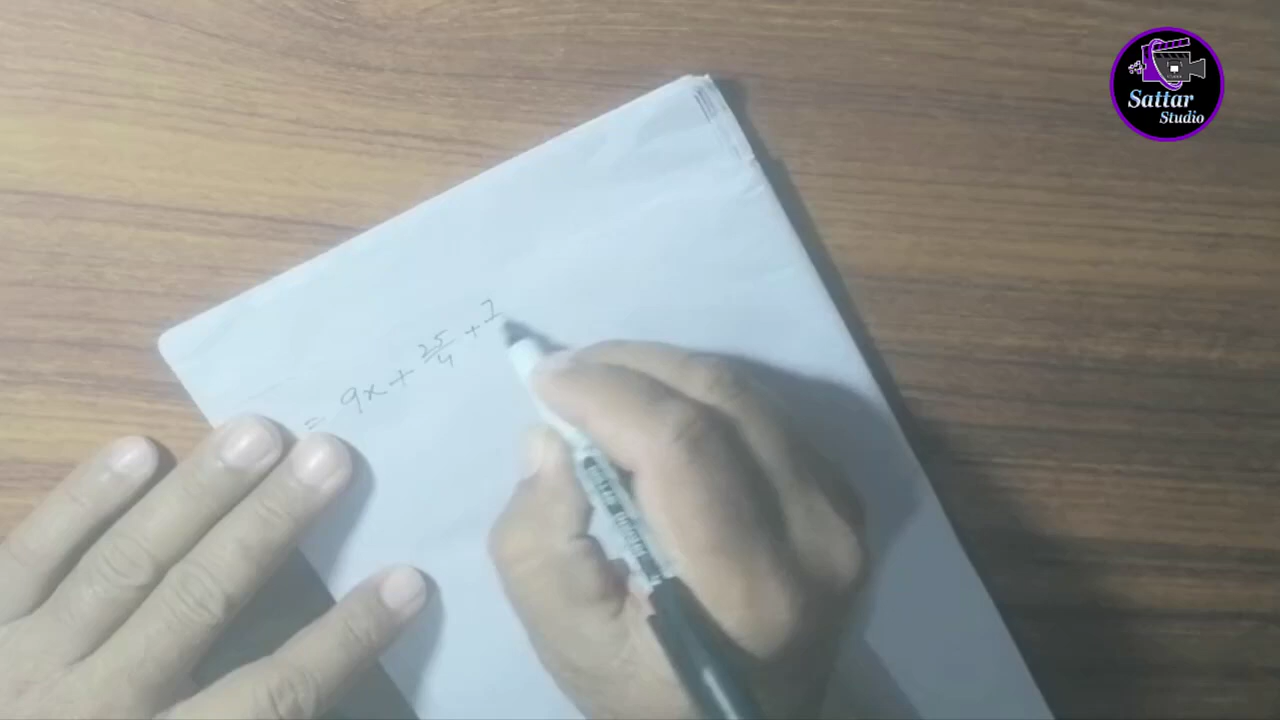 Sattar
Studio
= 9x + 25/4 + 7